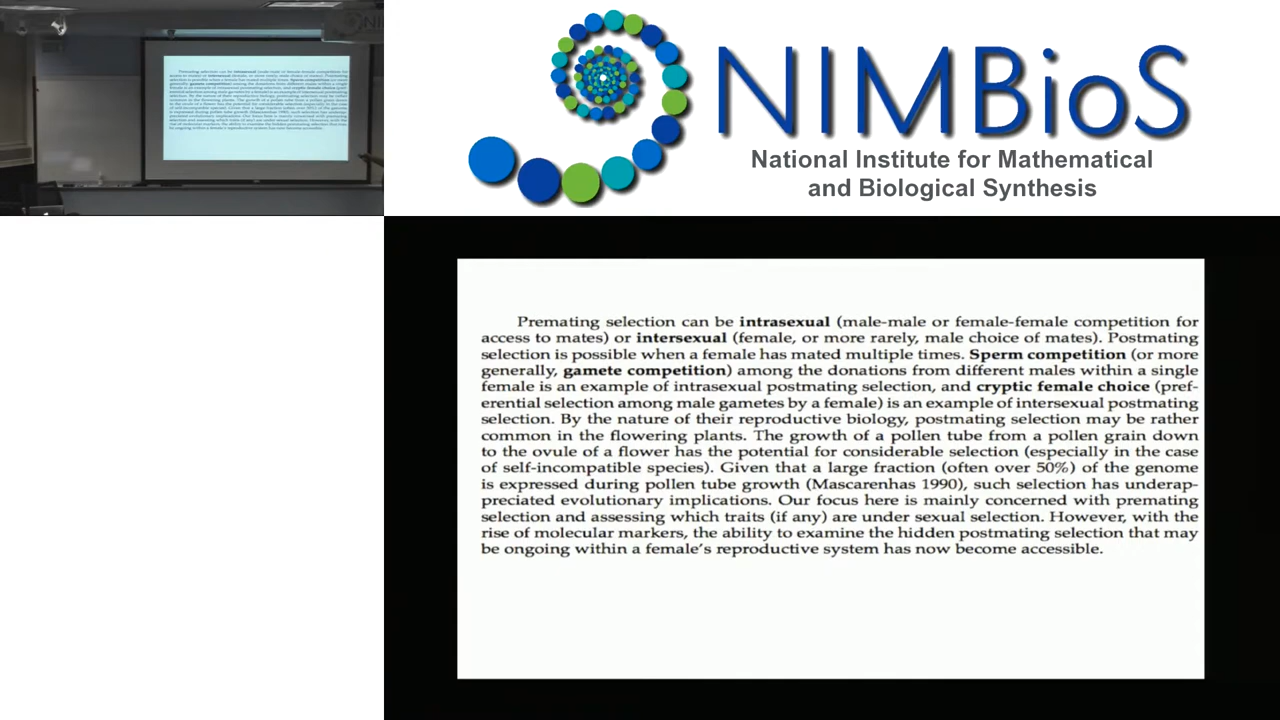 NIMBioS
National Institute for Mathematical
and Biological Synthesis
Premating selection can be intrasexual (male-male or female-female competition for
access to mates) or intersexual (female, or more rarely, male choice of mates). Postmating
selection is possible when a female has mated multiple times. Sperm competition (or more
generally, gamete competition) among the donations from different males within a single
female is an example of intrasexual postmating selection, and cryptic female choice (pref-
erential selection among male gametes by a female) is an example of intersexual postmating
selection. By the nature of their reproductive biology, postmating selection may be rather
common in the flowering plants. The growth of a pollen tube from a pollen grain down
to the ovule of a flower has the potential for considerable selection (especially in the case
of self-incompatible species). Given that a large fraction (often over 50%) of the genome
is expressed during pollen tube growth (Mascarenhas 1990), such selection has underap-
preciated evolutionary implications. Our focus here is mainly concerned with premating
selection and assessing which traits (if any) are under sexual selection. However, with the
rise of molecular markers, the ability to examine the hidden postmating selection that may
be ongoing within a female's reproductive system has now become accessible.